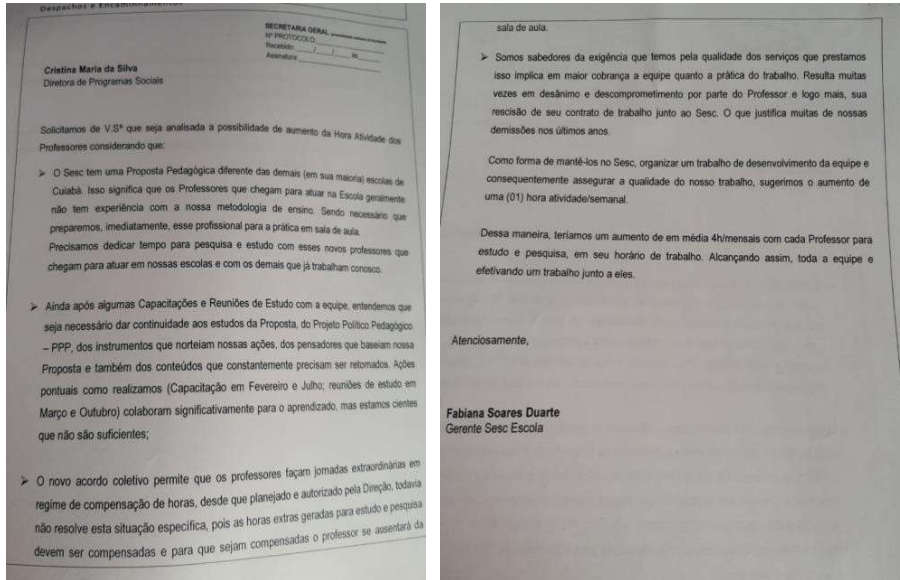 Despachos e Encaminhamentos
SECRETARIA GERAL
Nº PROTOCOLO
Recebido: ____/____/____ às
Assinatura:
Cristina Maria da Silva
Diretora de Programas Sociais
Solicitamos de V.Sª que seja analisada a possibilidade de aumento da Hora Atividade dos
Professores considerando que:
➢ O Sesc tem uma Proposta Pedagógica diferente das demais (em sua maioria) escolas de
Cuiabá. Isso significa que os Professores que chegam para atuar na Escola geralmente
não tem experiência com a nossa metodologia de ensino. Sendo necessário que
preparemos, imediatamente, esse profissional para a prática em sala de aula.
Precisamos dedicar tempo para pesquisa e estudo com esses novos professores que
chegam para atuar em nossas escolas e com os demais que já trabalham conosco.
➢ Ainda após algumas Capacitações e Reuniões de Estudo com a equipe, entendemos que
seja necessário dar continuidade aos estudos da Proposta, do Projeto Político Pedagógico
– PPP, dos instrumentos que norteiam nossas ações, dos pensadores que baseiam nossa
Proposta e também dos conteúdos que constantemente precisam ser retomados. Ações
pontuais como realizamos (Capacitação em Fevereiro e Julho; reuniões de estudo em
Março e Outubro) colaboram significativamente para o aprendizado, mas estamos cientes
que não são suficientes;
➢ O novo acordo coletivo permite que os professores façam jornadas extraordinárias em
regime de compensação de horas, desde que planejado e autorizado pela Direção, todavia
não resolve esta situação especifica, pois as horas extras geradas para estudo e pesquisa
devem ser compensadas e para que sejam compensadas o professor se ausentará da
sala de aula.
➢ Somos sabedores da exigência que temos pela qualidade dos serviços que prestamos
isso implica em maior cobrança a equipe quanto a prática do trabalho. Resulta muitas
vezes em desânimo e descomprometimento por parte do Professor e logo mais, sua
rescisão de seu contrato de trabalho junto ao Sesc. O que justifica muitas de nossas
demissões nos últimos anos.
Como forma de mantê-los no Sesc, organizar um trabalho de desenvolvimento da equipe e
consequentemente assegurar a qualidade do nosso trabalho, sugerimos o aumento de
uma (01) hora atividade/semanal.
Dessa maneira, teríamos um aumento de em média 4h/mensais com cada Professor para
estudo e pesquisa, em seu horário de trabalho. Alcançando assim, toda a equipe e
efetivando um trabalho junto a eles.
Atenciosamente,
Fabiana Soares Duarte
Gerente Sesc Escola